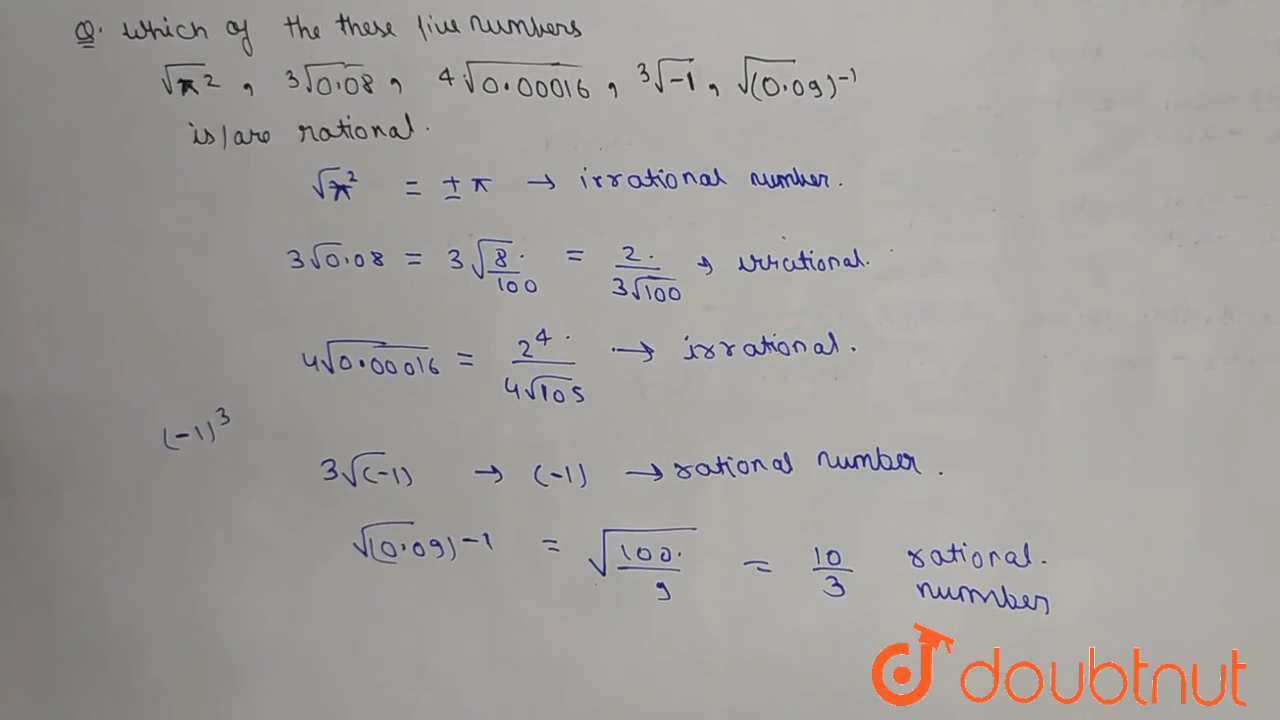 Q. Which of the these five numbers
√π², 3√0.08, 4√0.00016, ³√-1, √(0.09)⁻¹
is/are rational.
√π² = ±π → irrational number.
3√0.08 = 3√8/100 = 2/3√100 → irrational.
4√0.00016 = 2⁴/4√105 → irrational.
(-1)³
3√(-1) → (-1) → rational number.
√(0.09)-1 = √100/9 = 10/3 rational.
number
doubtnut